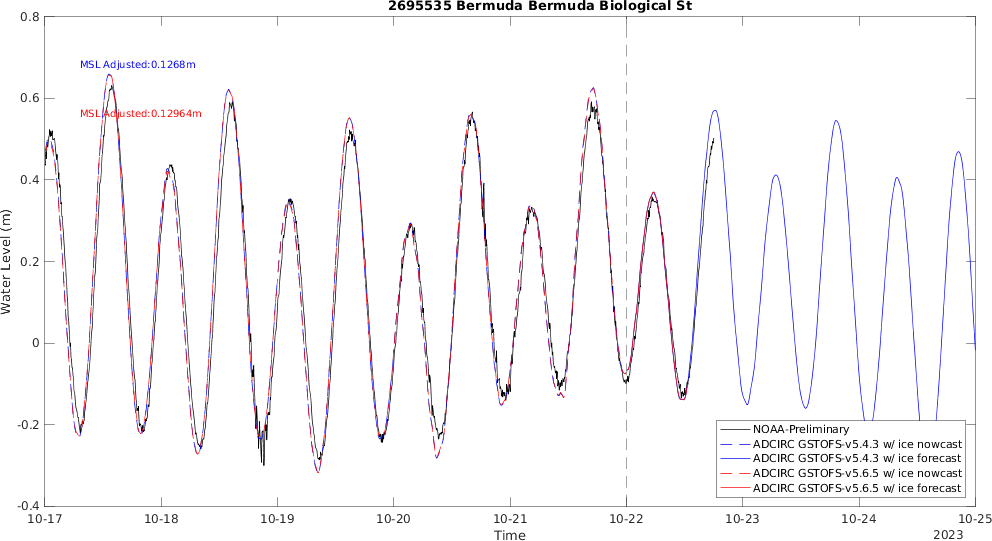 2695535 Bermuda Bermuda Biological St
0.8
MSL Adjusted:0.1268m
0.6
MSL Adjusted:0.12964m
0.4
0.2
Water Level (m)
0
-0.2
NOAA-Preliminary
ADCIRC GSTOFS-v5.4.3 w/ ice nowcast
ADCIRC GSTOFS-v5.4.3 w/ ice forecast
ADCIRC GSTOFS-v5.6.5 w/ ice nowcast
ADCIRC GSTOFS-v5.6.5 w/ ice forecast
-0.4
10-17 10-18 10-19 10-20 10-21 10-22 10-23 10-24 10-25
Time
2023